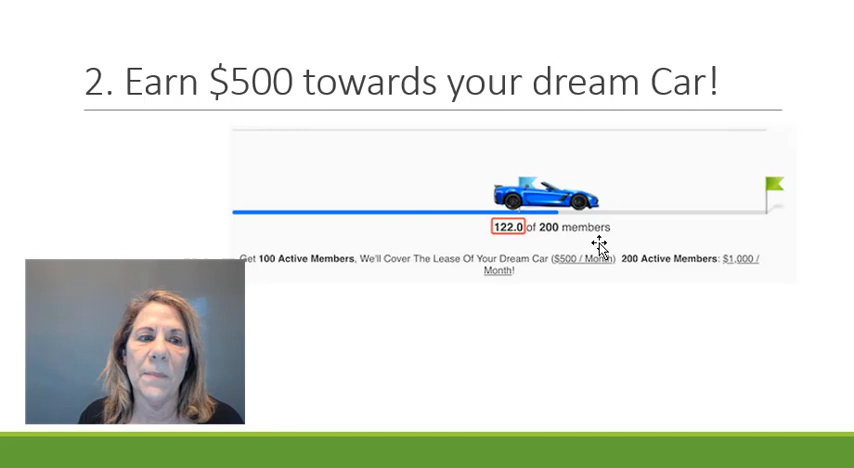 2. Earn $500 towards your dream Car!
122.0 of 200 members
Get 100 Active Members, We'll Cover The Lease Of Your Dream Car ($500 / Month) 200 Active Members: $1,000 /
Month!